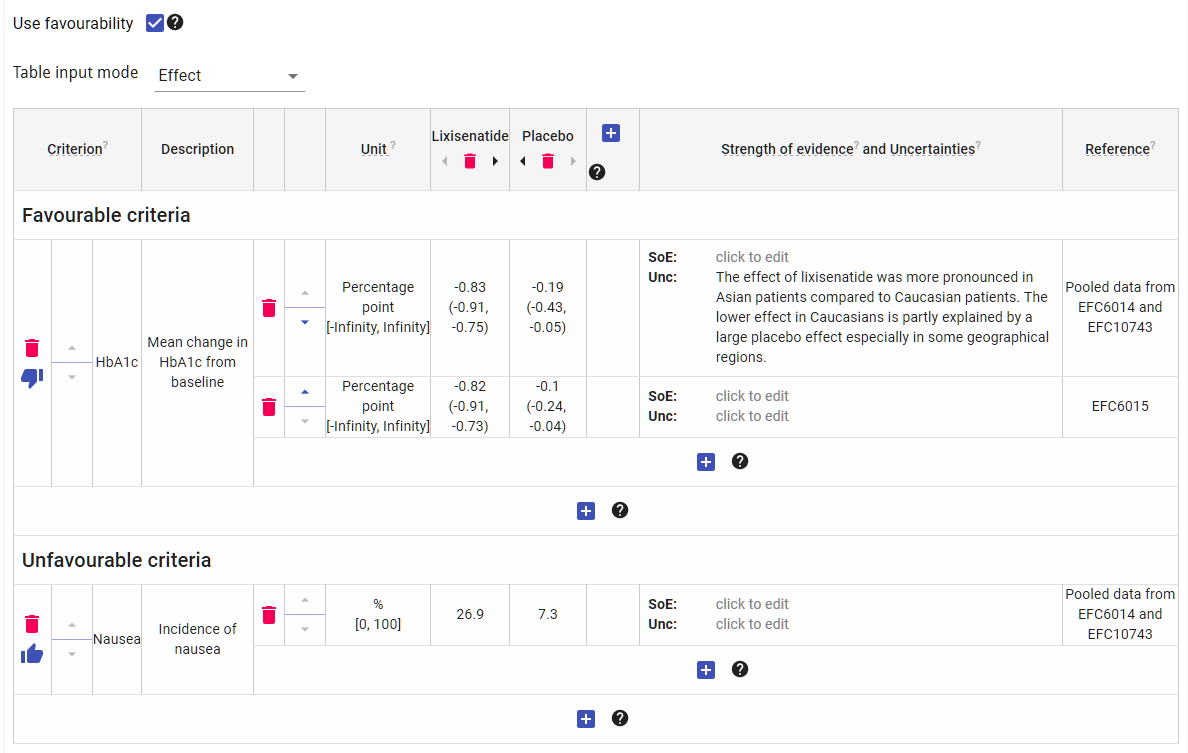 Use favourability ?
Table input mode Effect
Criterion? Description Unit ? Lixisenatide Placebo ? Strength of evidence? and Uncertainties? Reference?
Favourable criteria
HbA1c
Mean change in
HbA1c from
baseline
Percentage
point
[-Infinity, Infinity]
-0.83
(-0.91,
-0.75)
-0.19
(-0.43,
-0.05)
SoE: click to edit
Unc: The effect of lixisenatide was more pronounced in
Asian patients compared to Caucasian patients. The
lower effect in Caucasians is partly explained by a
large placebo effect especially in some geographical
regions.
Pooled data from
EFC6014 and
EFC10743
Percentage
point
[-Infinity, Infinity]
-0.82
(-0.91,
-0.73)
-0.1
(-0.24,
-0.04)
SoE: click to edit
Unc: click to edit
EFC6015
?
?
Unfavourable criteria
Nausea
Incidence of
nausea
%
[0, 100]
26.9
7.3
SoE: click to edit
Unc: click to edit
Pooled data from
EFC6014 and
EFC10743
?
?